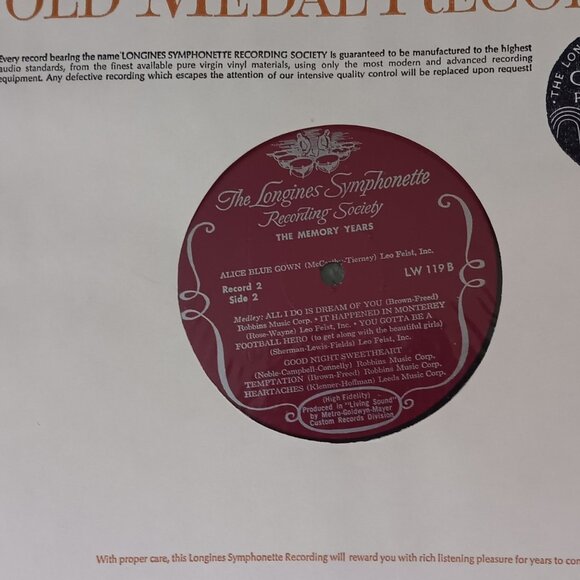 OLD MEDAL RECO
Every record bearing the name LONGINES SYMPHONETTE RECORDING SOCIETY is guaranteed to be manufactured to the highest
audio standards, from the finest available pure virgin vinyl materials, using only the most modern and advanced recording
equipment. Any defective recording which escapes the attention of our intensive quality control will be replaced upon request!
THE LON
The Longines Symphonette
Recording Society
THE MEMORY YEARS
ALICE BLUE GOWN (McCarthy-Tierney) Leo Feist, Inc.
Record 2 LW 119 B
Side 2
Medley: ALL I DO IS DREAM OF YOU (Brown-Freed)
Robbins Music Corp. • IT HAPPENED IN MONTEREY
(Rose-Wayne) Leo Feist, Inc. • YOU GOTTA BE A
FOOTBALL HERO (to get along with the beautiful girls)
(Sherman-Lewis-Fields) Leo Feist, Inc.
GOOD NIGHT SWEETHEART
(Noble-Campbell-Connelly) Robbins Music Corp.
TEMPTATION (Brown-Freed) Robbins Music Corp.
HEARTACHES (Klenner-Hoffman) Leeds Music Corp.
(High Fidelity)
Produced in "Living Sound"
by Metro-Goldwyn-Mayer
Custom Records Division
With proper care, this Longines Symphonette Recording will reward you with rich listening pleasure for years to con